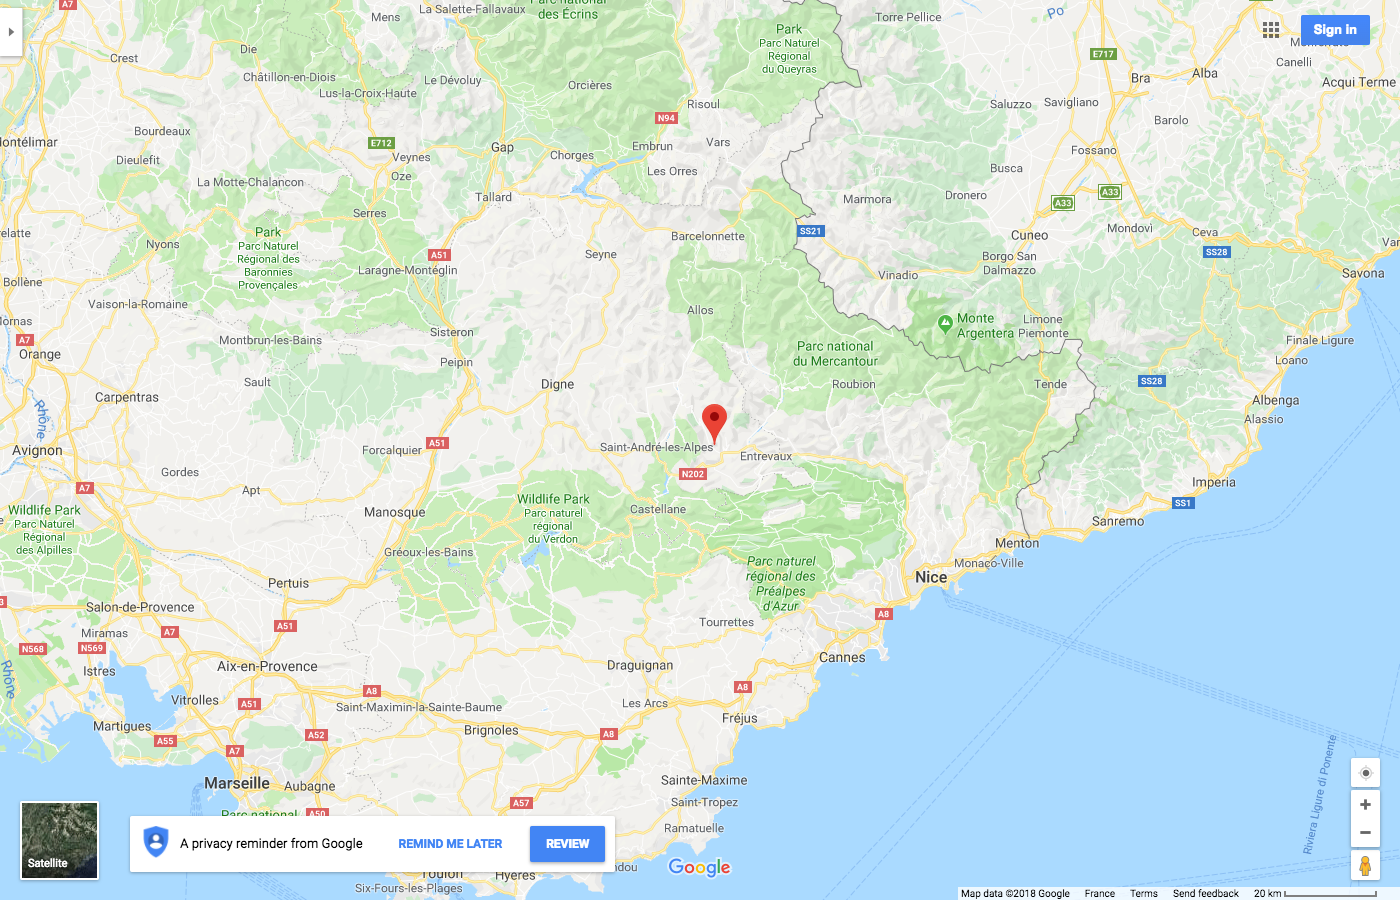 A7
Mens
La Salette-Fallavaux
Parc national
des Écrins
Torre Pellice
Po
Sign in
Crest
Die
Châtillon-en-Diois
Lus-la-Croix-Haute
Le Dévoluy
Orcières
Park
Parc Naturel
Régional
du Queyras
E717
Bra
Alba
Canelli
Acqui Terme
Risoul
N94
Saluzzo
Savigliano
Barolo
Bourdeaux
ontélimar
Dieulefit
E712
Veynes
Oze
Gap
Chorges
Embrun
Vars
Les Orres
Fossano
Busca
La Motte-Chalancon
Tallard
Serres
Marmora
Dronero
A33
A33
Mondovi
Ceva
SS28
relatte
Nyons
Park
Parc Naturel
Régional des
Baronnies
Provençales
A51
Laragne-Montéglin
Seyne
Barcelonnette
SS21
Cuneo
Borgo San
Dalmazzo
Vinadio
Savona
Bollène
Vaison-la-Romaine
Allos
Monte
Argentera
Limone
Piemonte
A7
Orange
Montbrun-les-Bains
Sisteron
Peipin
Parc national
du Mercantour
Finale Ligure
Loano
Sault
Digne
Roubion
Tende
SS28
Carpentras
Rhône
Albenga
Alassio
Avignon
Forcalquier
A51
Saint-André-les-Alpes
Entrevaux
N202
Gordes
Apt
A7
Imperia
SS1
Sanremo
Wildlife Park
Parc Naturel
Régional
des Alpilles
Manosque
Wildlife Park
Parc naturel
régional
du Verdon
Castellane
Menton
Monaco-Ville
Gréoux-les-Bains
Parc naturel
régional des
Préalpes
d'Azur
Nice
Pertuis
Salon-de-Provence
A8
Tourrettes
Miramas
A7
A51
N568
N569
Istres
Rhône
Aix-en-Provence
Draguignan
Cannes
Vitrolles
A51
A8
Saint-Maximin-la-Sainte-Baume
Les Arcs
A8
Fréjus
Martigues
A55
A52
A7
Brignoles
A8
Marseille
Aubagne
Sainte-Maxime
Saint-Tropez
Ramatuelle
A57
A50
Parc national
Riviera Ligure di Ponente
Satellite
A privacy reminder from Google
REMIND ME LATER
REVIEW
Toulon
Hyères
Six-Fours-les-Plages
Google
Map data ©2018 Google
France
Terms
Send feedback
20 km